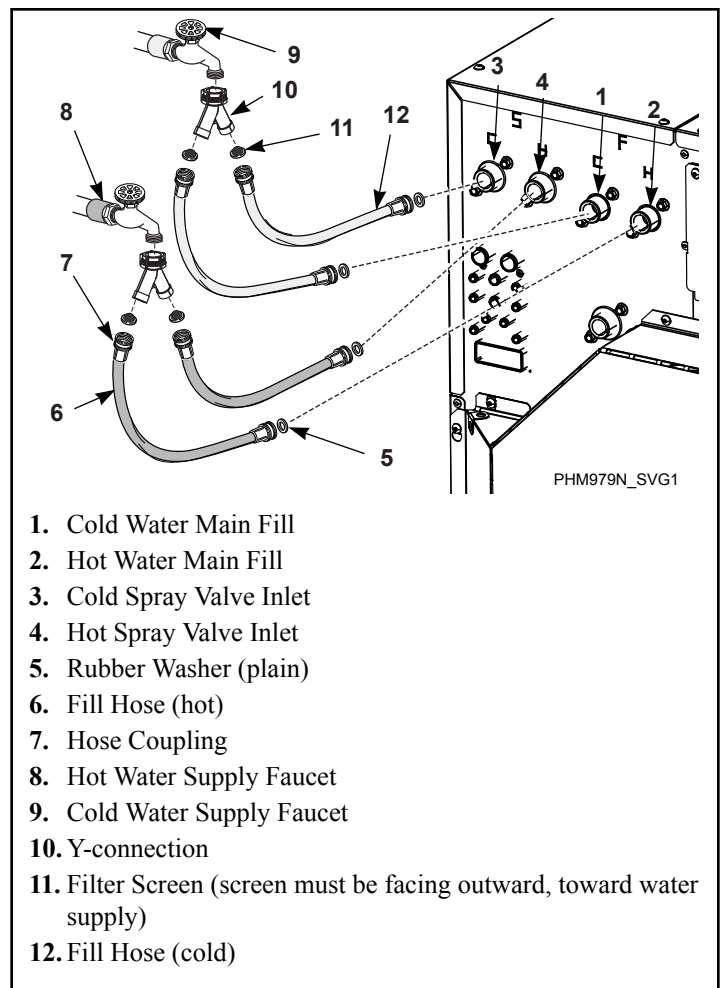 9
10
11
12
8
7
6
5
3
4
1
2
C
S
H
C
F
H
PHM979N_SVG1
1. Cold Water Main Fill
2. Hot Water Main Fill
3. Cold Spray Valve Inlet
4. Hot Spray Valve Inlet
5. Rubber Washer (plain)
6. Fill Hose (hot)
7. Hose Coupling
8. Hot Water Supply Faucet
9. Cold Water Supply Faucet
10. Y-connection
11. Filter Screen (screen must be facing outward, toward water
supply)
12. Fill Hose (cold)